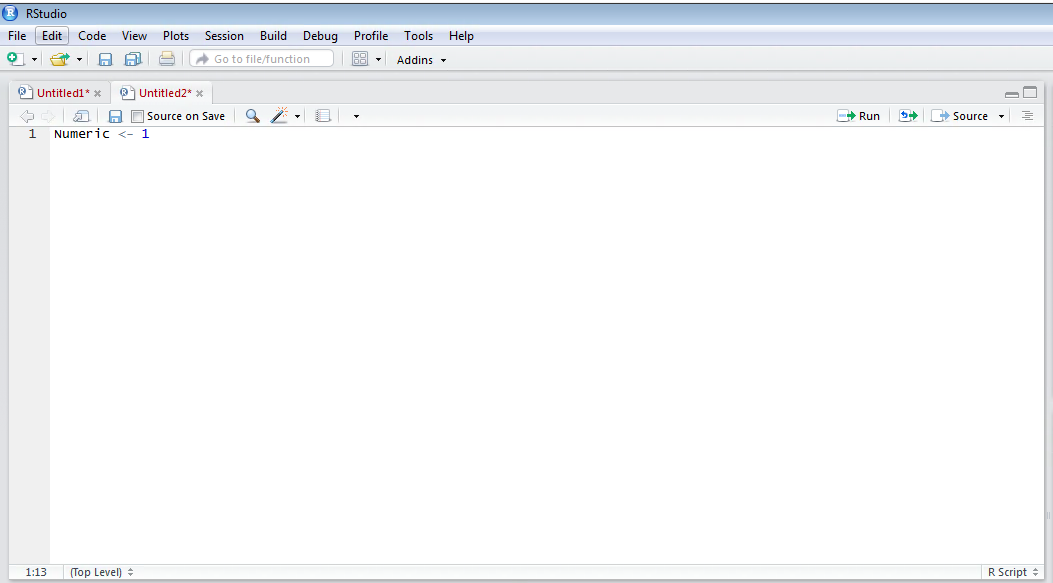 RStudio
File Edit Code View Plots Session Build Debug Profile Tools Help
Go to file/function Addins
Untitled1* Untitled2*
Source on Save Run Source
1 Numeric <- 1
1:13 (Top Level) R Script